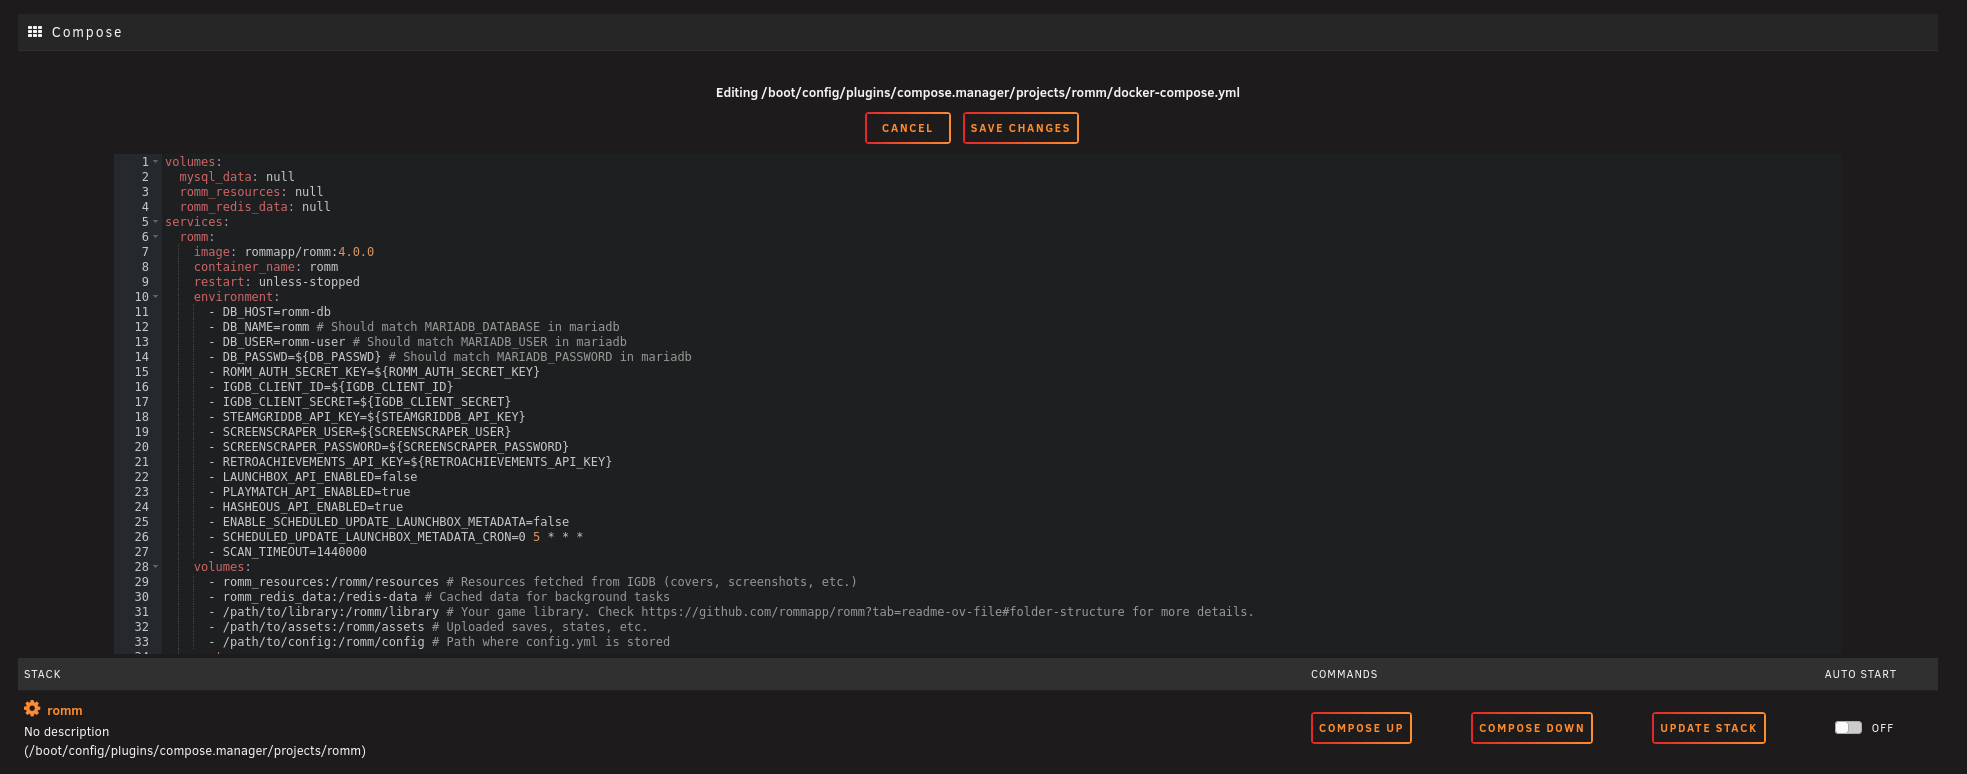 Compose
Editing /boot/config/plugins/compose.manager/projects/romm/docker-compose.yml
CANCEL SAVE CHANGES
1 volumes:
2   mysql_data: null
3   romm_resources: null
4   romm_redis_data: null
5 services:
6   romm:
7     image: rommapp/romm:4.0.0
8     container_name: romm
9     restart: unless-stopped
10     environment:
11       - DB_HOST=romm-db
12       - DB_NAME=romm # Should match MARIADB_DATABASE in mariadb
13       - DB_USER=romm-user # Should match MARIADB_USER in mariadb
14       - DB_PASSWD=${DB_PASSWD} # Should match MARIADB_PASSWORD in mariadb
15       - ROMM_AUTH_SECRET_KEY=${ROMM_AUTH_SECRET_KEY}
16       - IGDB_CLIENT_ID=${IGDB_CLIENT_ID}
17       - IGDB_CLIENT_SECRET=${IGDB_CLIENT_SECRET}
18       - STEAMGRIDDB_API_KEY=${STEAMGRIDDB_API_KEY}
19       - SCREENSCRAPER_USER=${SCREENSCRAPER_USER}
20       - SCREENSCRAPER_PASSWORD=${SCREENSCRAPER_PASSWORD}
21       - RETROACHIEVEMENTS_API_KEY=${RETROACHIEVEMENTS_API_KEY}
22       - LAUNCHBOX_API_ENABLED=false
23       - PLAYMATCH_API_ENABLED=true
24       - HASHEOUS_API_ENABLED=true
25       - ENABLE_SCHEDULED_UPDATE_LAUNCHBOX_METADATA=false
26       - SCHEDULED_UPDATE_LAUNCHBOX_METADATA_CRON=0 5 * * *
27       - SCAN_TIMEOUT=1440000
28     volumes:
29       - romm_resources:/romm/resources # Resources fetched from IGDB (covers, screenshots, etc.)
30       - romm_redis_data:/redis-data # Cached data for background tasks
31       - /path/to/library:/romm/library # Your game library. Check https://github.com/rommapp/romm?tab=readme-ov-file#folder-structure for more details.
32       - /path/to/assets:/romm/assets # Uploaded saves, states, etc.
33       - /path/to/config:/romm/config # Path where config.yml is stored
STACK COMMANDS AUTO START
romm
No description
(/boot/config/plugins/compose.manager/projects/romm)
COMPOSE UP COMPOSE DOWN UPDATE STACK OFF